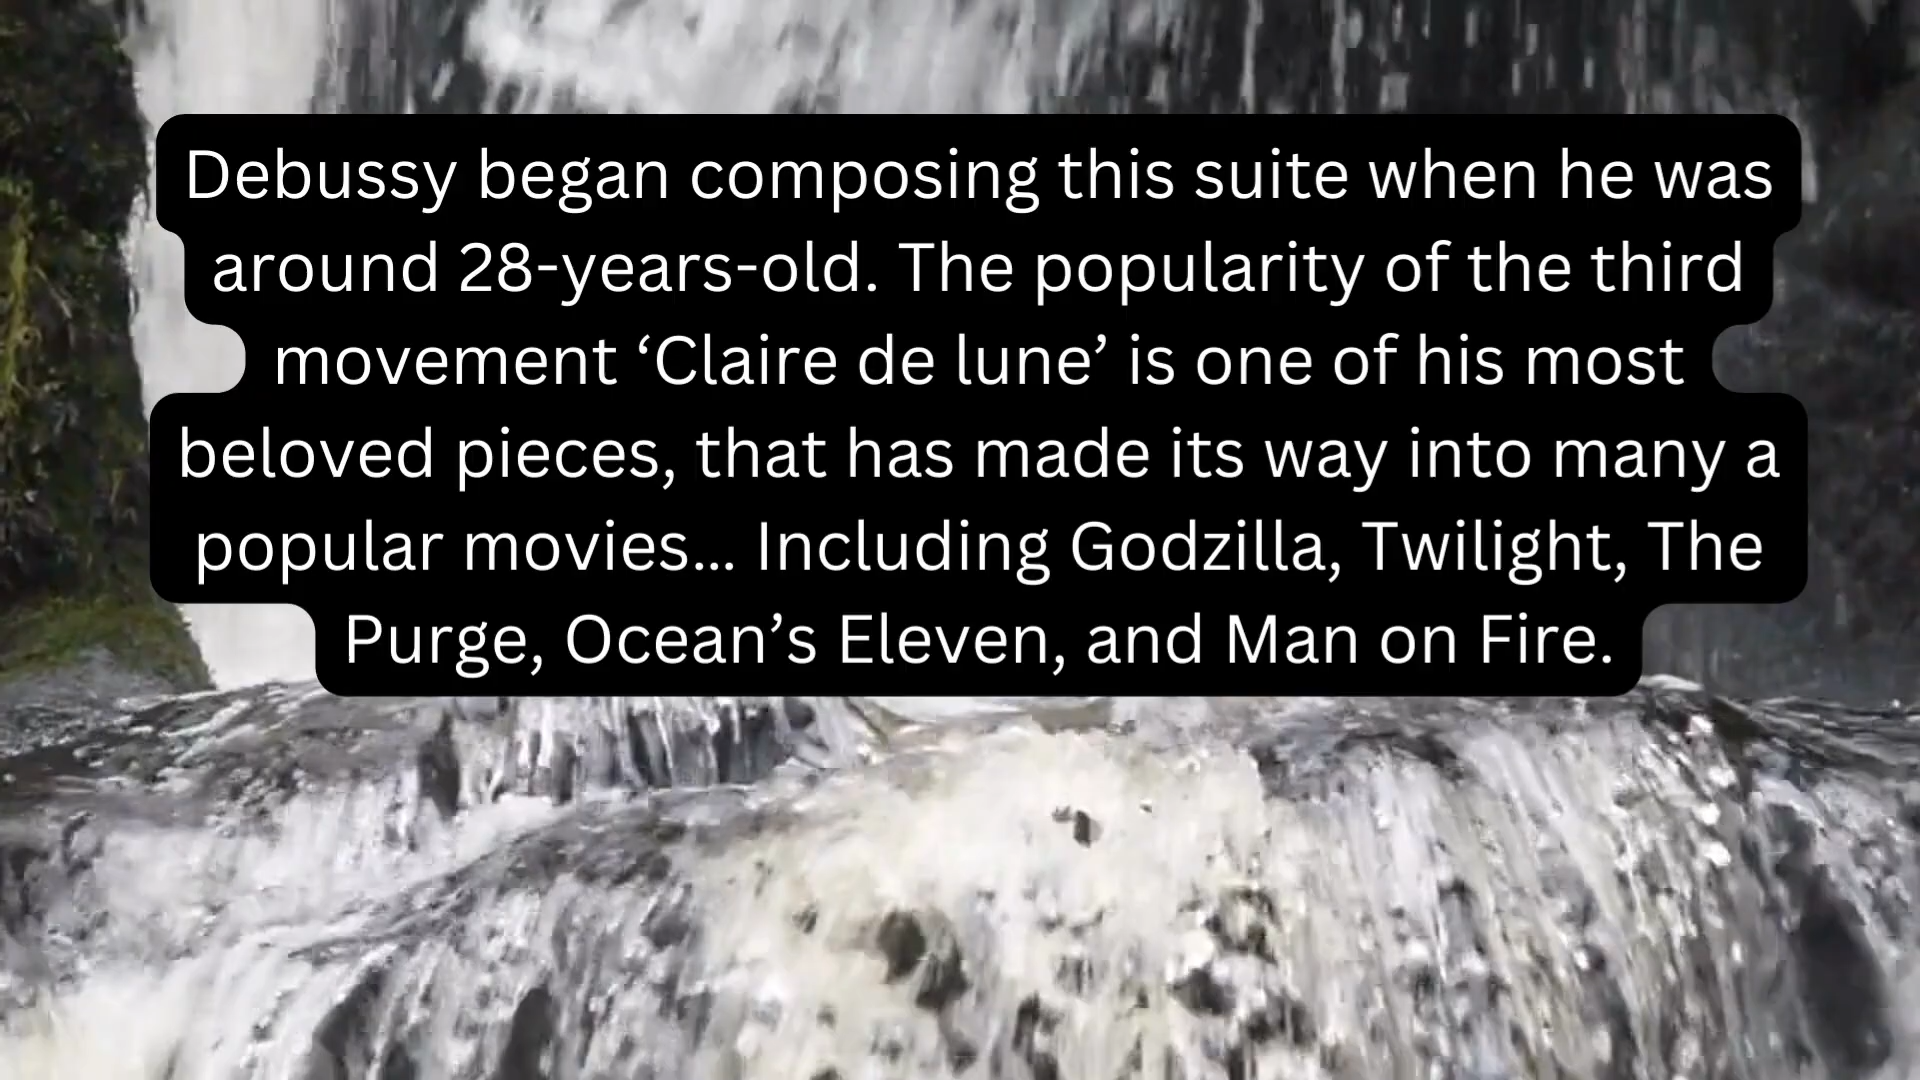 Debussy began composing this suite when he was
around 28-years-old. The popularity of the third
movement ‘Claire de lune’ is one of his most
beloved pieces, that has made its way into many a
popular movies... Including Godzilla, Twilight, The
Purge, Ocean’s Eleven, and Man on Fire.